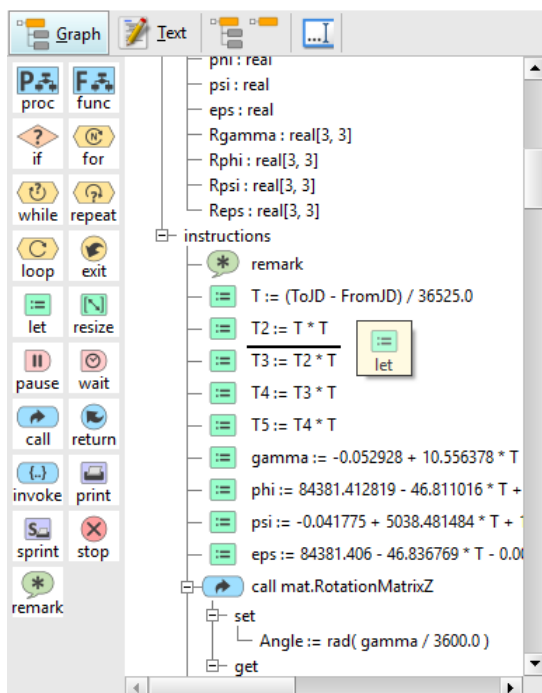 Graph Text
proc func
if for
while repeat
loop exit
let resize
pause wait
call return
invoke print
sprint stop
remark
phi : real
psi : real
eps : real
Rgamma : real[3, 3]
Rphi : real[3, 3]
Rpsi : real[3, 3]
Reps : real[3, 3]
instructions
remark
T := (ToJD - FromJD) / 36525.0
T2 := T * T
let
T3 := T2 * T
T4 := T3 * T
T5 := T4 * T
gamma := -0.052928 + 10.556378 * T
phi := 84381.412819 - 46.811016 * T +
psi := -0.041775 + 5038.481484 * T +
eps := 84381.406 - 46.836769 * T - 0.00
call mat.RotationMatrixZ
set
Angle := rad( gamma / 3600.0 )
get